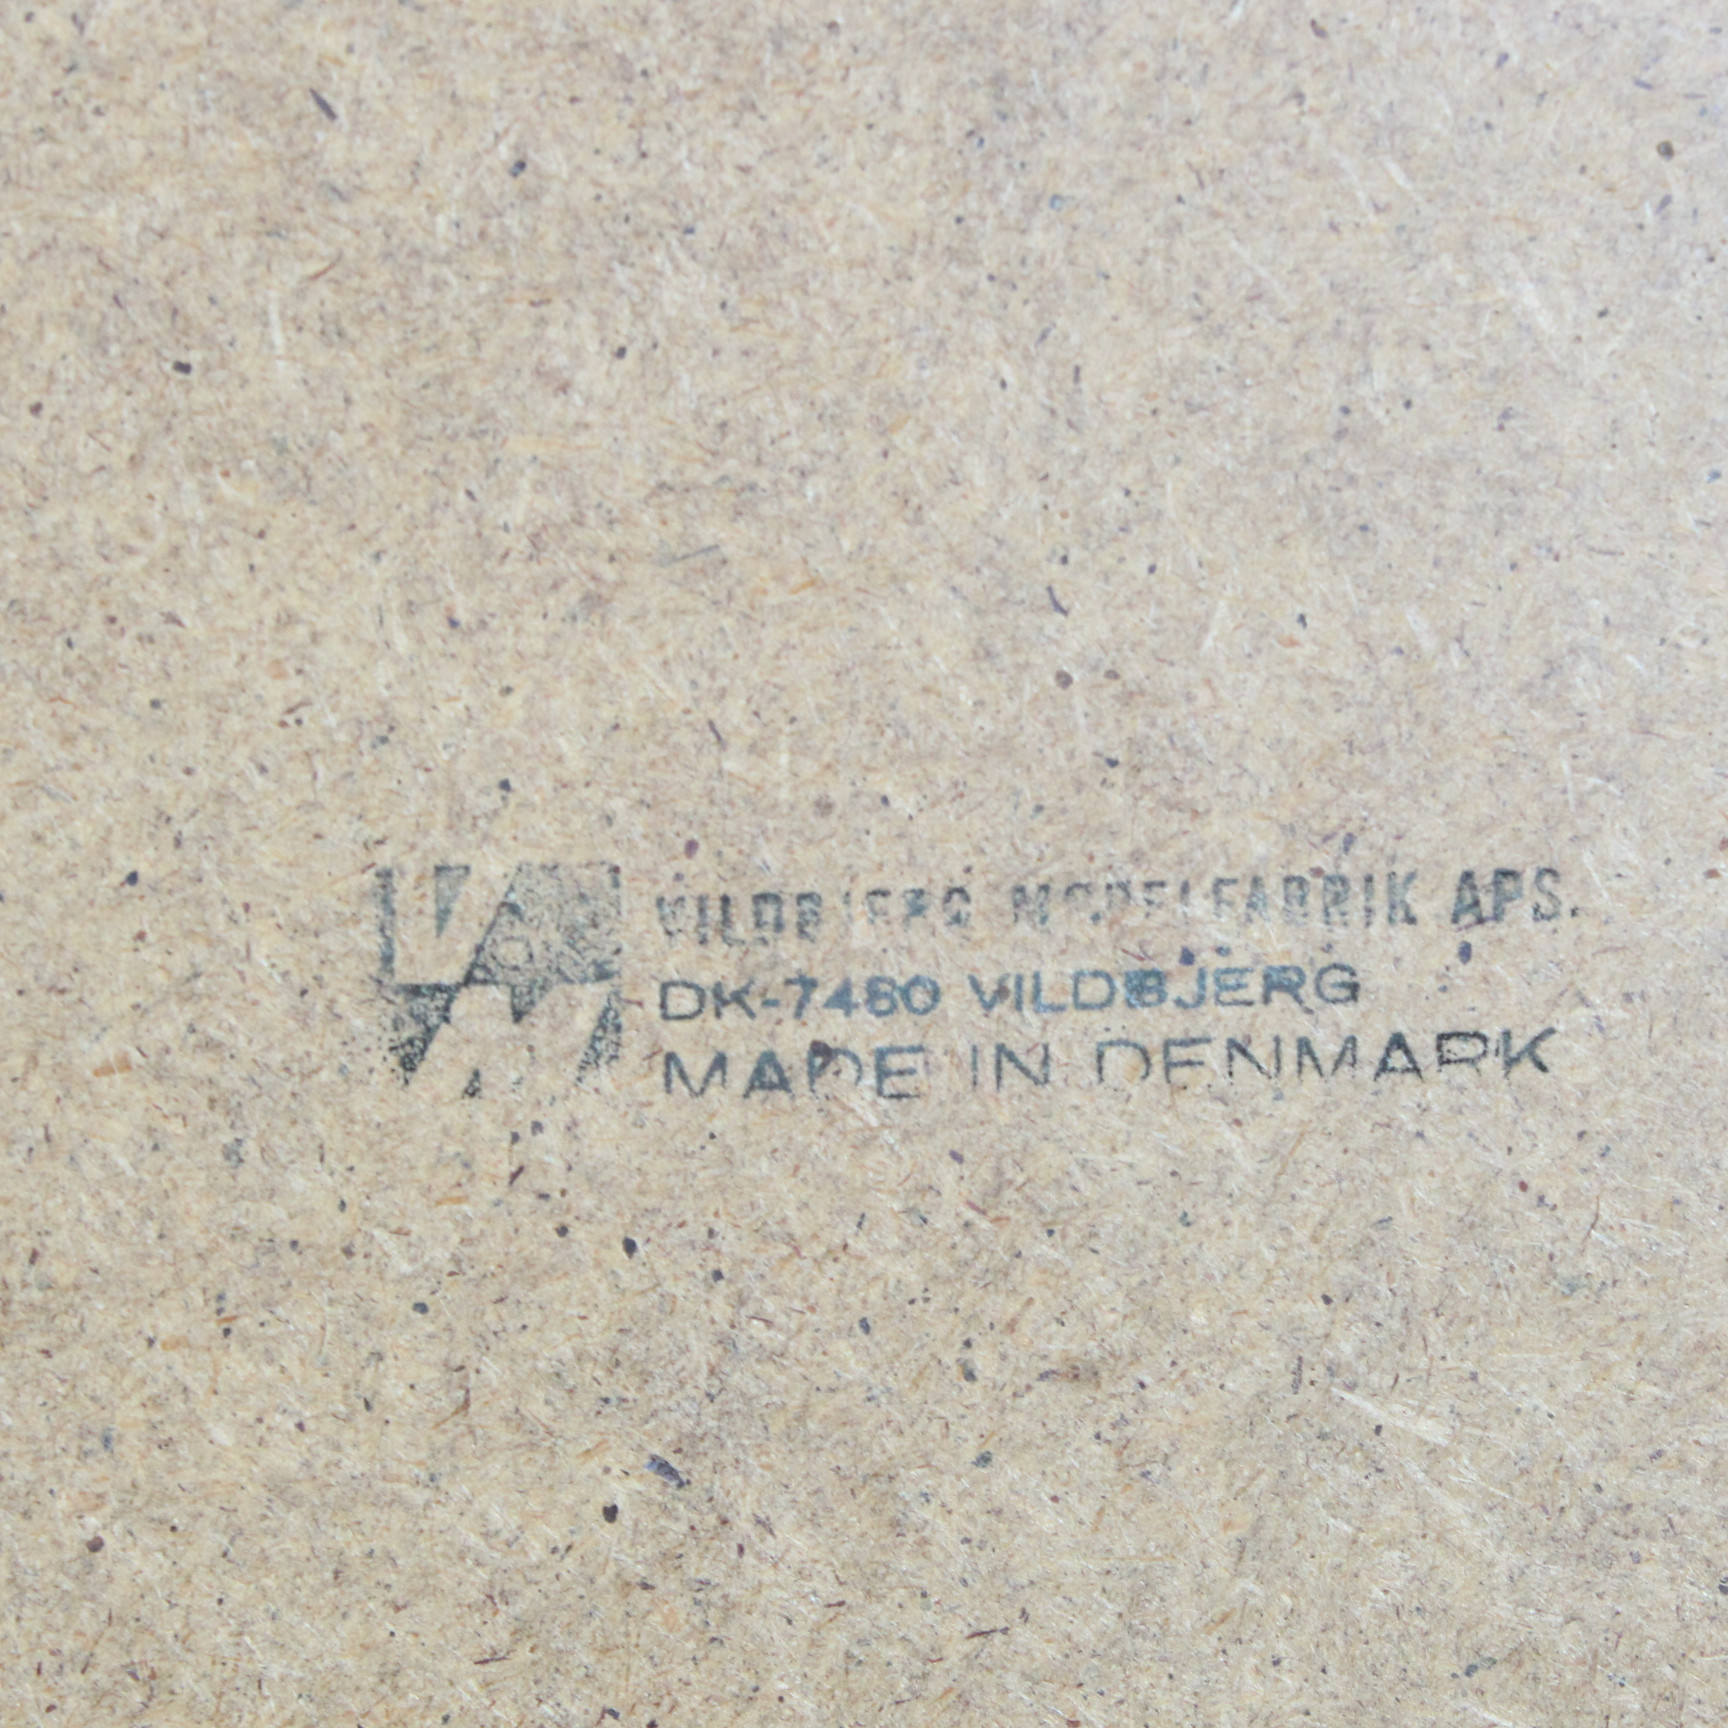 VILDBJERG MØBELFABRIK APS.
DK-7480 VILDBJERG
MADE IN DENMARK